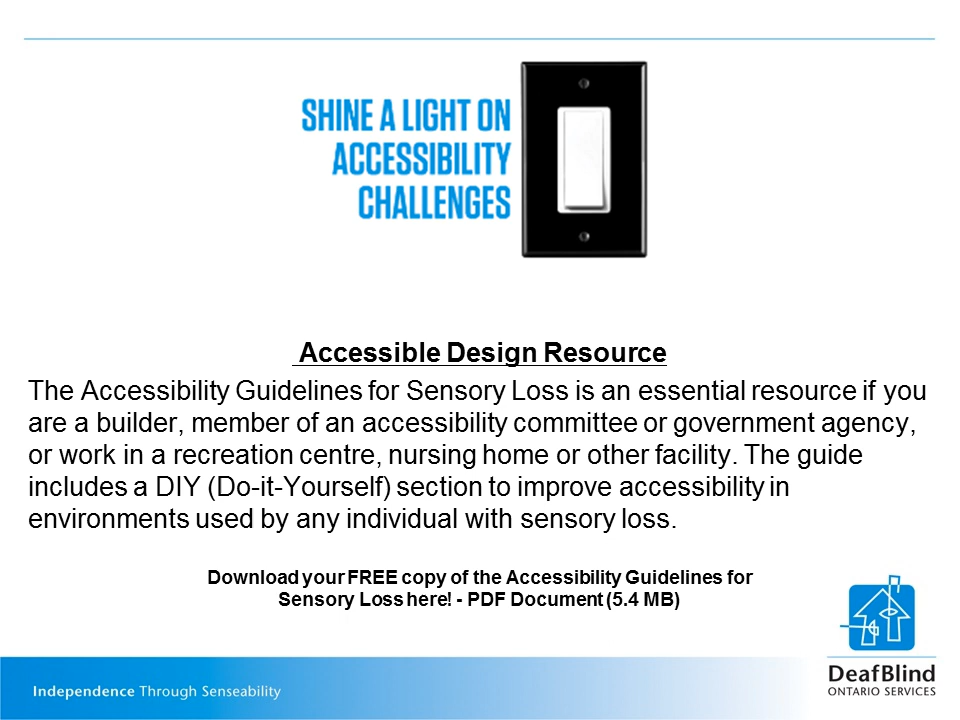 SHINE A LIGHT ON
ACCESSIBILITY
CHALLENGES
Accessible Design Resource
The Accessibility Guidelines for Sensory Loss is an essential resource if you
are a builder, member of an accessibility committee or government agency,
or work in a recreation centre, nursing home or other facility. The guide
includes a DIY (Do-it-Yourself) section to improve accessibility in
environments used by any individual with sensory loss.
Download your FREE copy of the Accessibility Guidelines for
Sensory Loss here! - PDF Document (5.4 MB)
Independence Through Senseability
DeafBlind
ONTARIO SERVICES